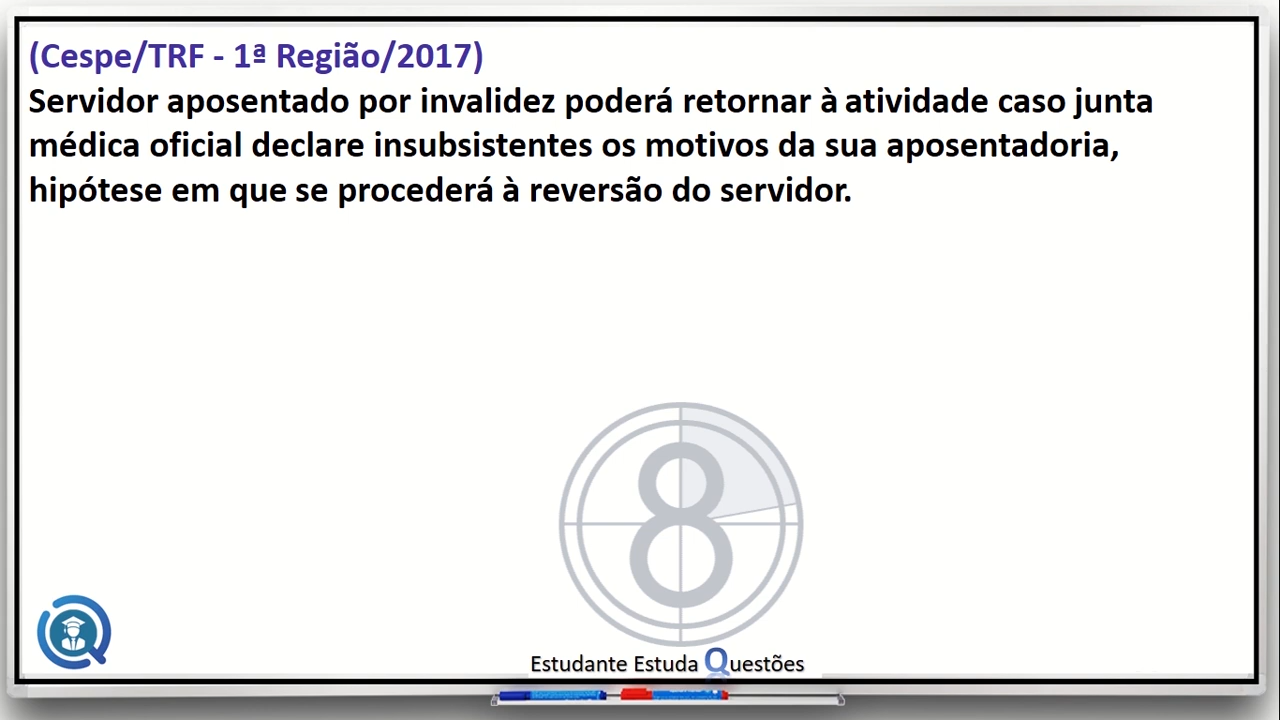 (Cespe/TRF - 1ª Região/2017)
Servidor aposentado por invalidez poderá retornar à atividade caso junta
médica oficial declare insubsistentes os motivos da sua aposentadoria,
hipótese em que se procederá à reversão do servidor.
8
Estudante Estuda Questões